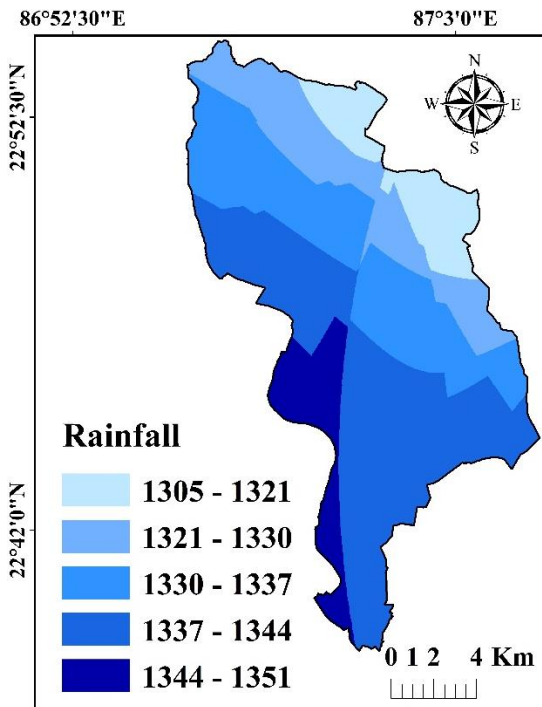 86°52'30"E 87°3'0"E
22°52'30"N
N
W E
S
22°42'0"N
Rainfall
1305 - 1321
1321 - 1330
1330 - 1337
1337 - 1344
1344 - 1351
0 1 2 4 Km